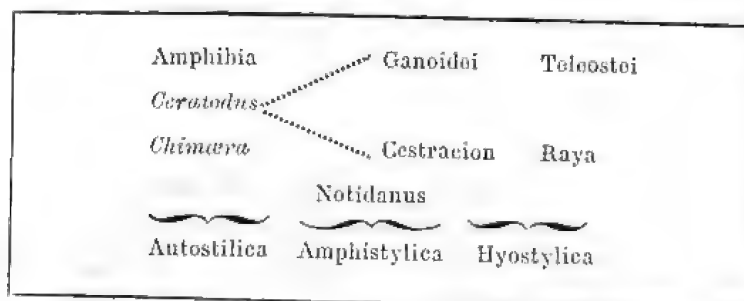 Amphibia Ganoidei Teleostei
Ceratodus
Chimæra Cestracion Raya
Notidanus
Autostilica Amphistylica Hyostylica